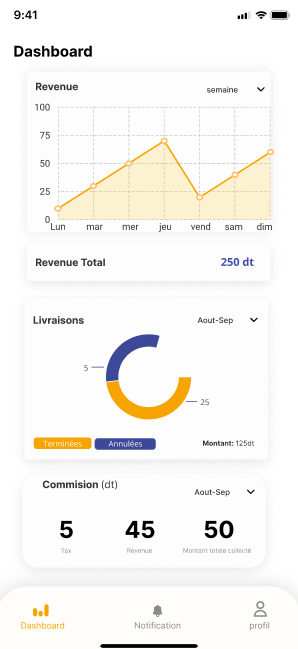 9:41
Dashboard
Revenue
semaine
100
75
50
25
0
Lun mar mer jeu vend sam dim
Revenue Total 250 dt
Livraisons
Aout-Sep
5
25
Terminées Annulées
Montant: 125dt
Commision (dt)
Aout-Sep
5 45 50
Tax Revenue Montant totale collecté
Dashboard Notification profil